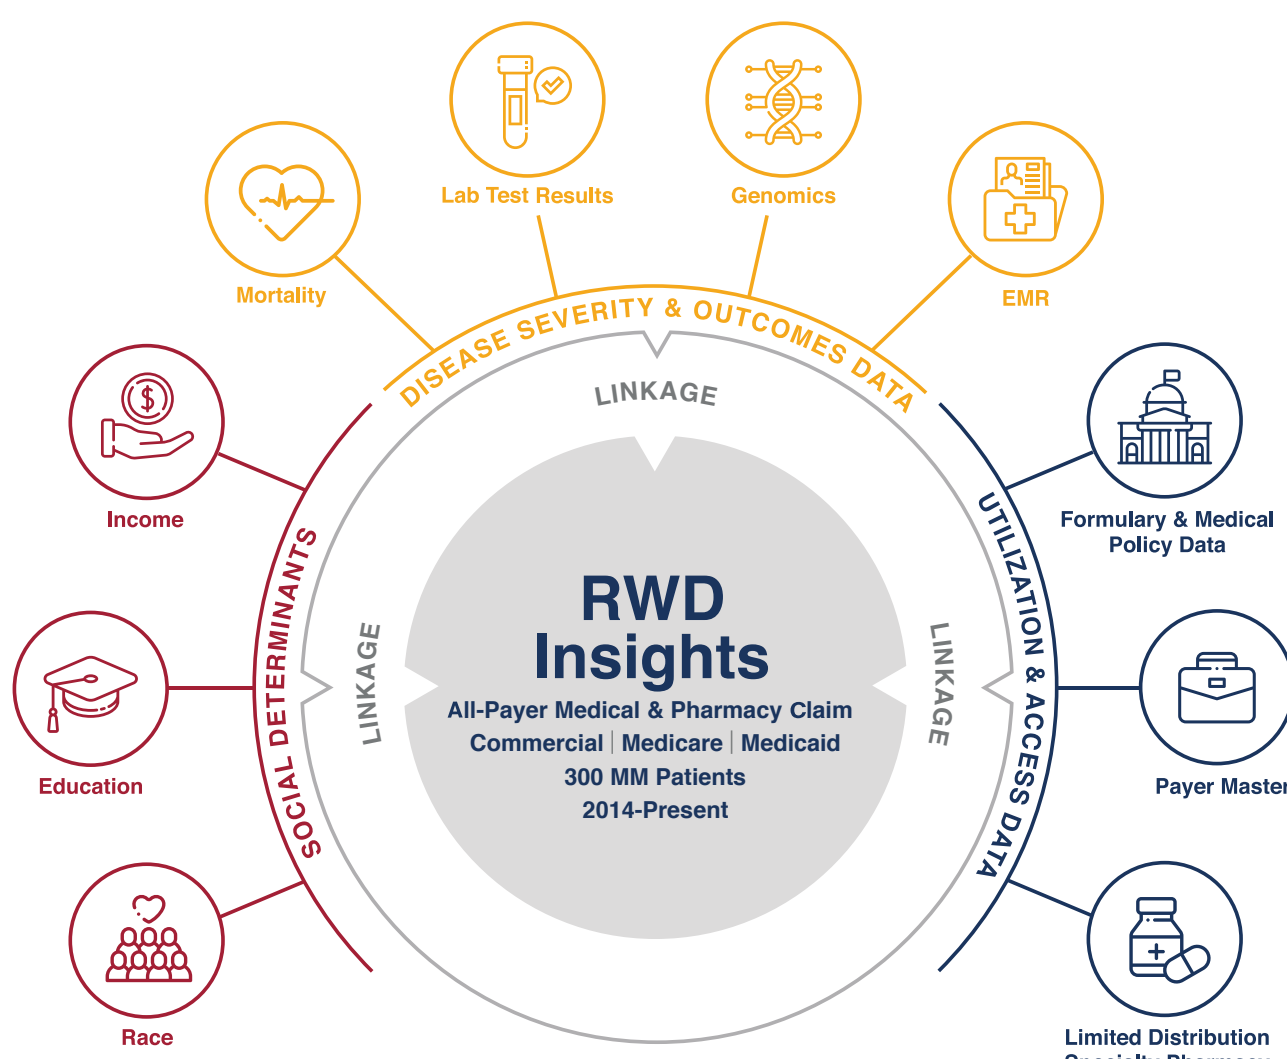 Lab Test Results
Genomics
Mortality
EMR
DISEASE SEVERITY & OUTCOMES DATA
LINKAGE
Income
Formulary & Medical
Policy Data
SOCIAL DETERMINANTS
UTILIZATION & ACCESS DATA
LINKAGE
LINKAGE
RWD
Insights
All-Payer Medical & Pharmacy Claim
Commercial | Medicare | Medicaid
300 MM Patients
2014-Present
Education
Payer Master
Race
Limited Distribution
Specialty Pharmacy
$